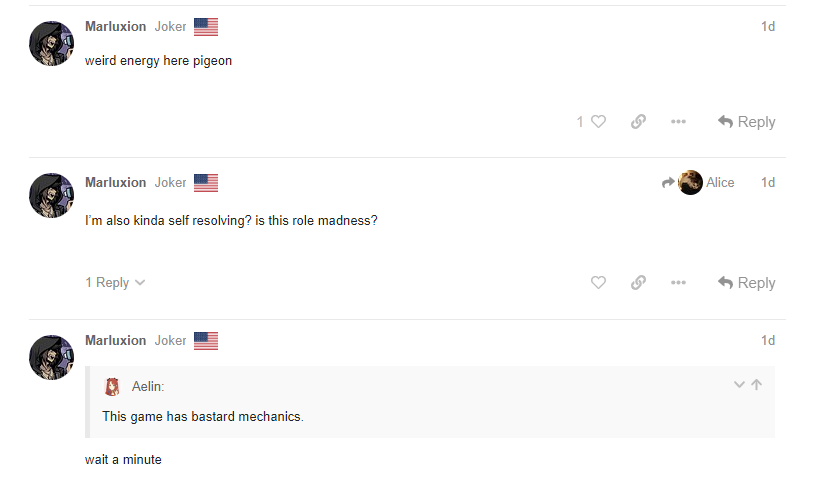 Marluxion Joker 1d
weird energy here pigeon
1 Reply
Marluxion Joker Alice 1d
I'm also kinda self resolving? is this role madness?
1 Reply Reply
Marluxion Joker 1d
Aelin:
This game has bastard mechanics.
wait a minute